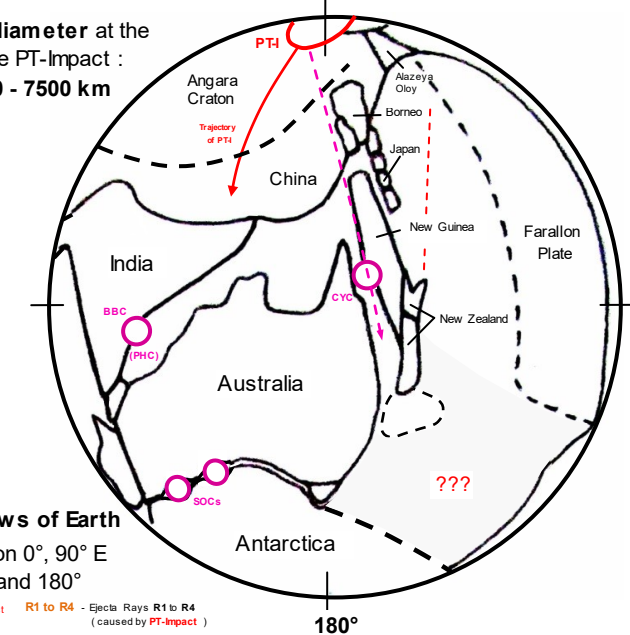 diameter at the
e PT-Impact :
0 - 7500 km
PT-I
Angara
Craton
Alazeya
Oloy
Borneo
Trajectory
of PT-I
Japan
China
New Guinea
Farallon
Plate
India
CYC
BBC
(PHC)
New Zealand
Australia
???
SOCs
ws of Earth
Antarctica
on 0°, 90° E
and 180°
R1 to R4 - Ejecta Rays R1 to R4
( caused by PT-Impact )
180°